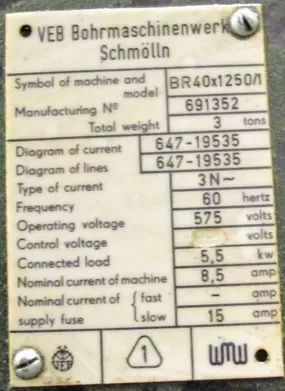 VEB Bohrmaschinenwerk
Schmölln
Symbol of machine and model BR40x1250/1
Manufacturing Nº 691352
Total weight 3 tons
Diagram of current 647-19535
Diagram of lines 647-19535
Type of current 3N~
Frequency 60 hertz
Operating voltage 575 volts
Control voltage volts
Connected load 5,5 kw
Nominal current of machine 8,5 amp
Nominal current of { fast – amp
supply fuse slow 15 amp
VEB 1 WMW